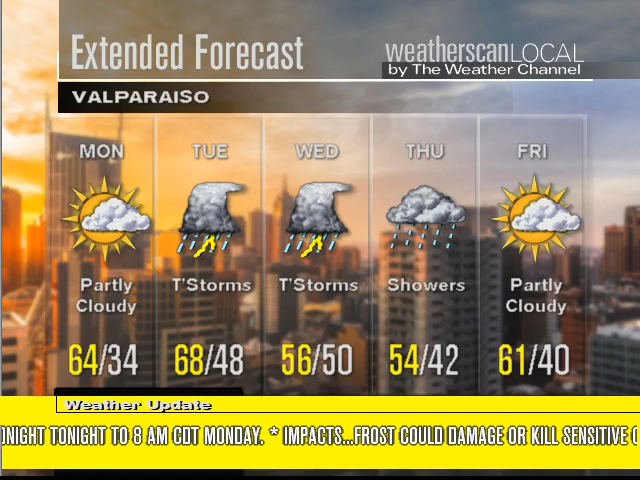 Extended Forecast
weatherscanLOCAL
by The Weather Channel
VALPARAISO
MON TUE WED THU FRI
Partly Cloudy T'Storms T'Storms Showers Partly Cloudy
64/34 68/48 56/50 54/42 61/40
Weather Update
TONIGHT TO 8 AM CDT MONDAY. * IMPACTS...FROST COULD DAMAGE OR KILL SENSITIVE